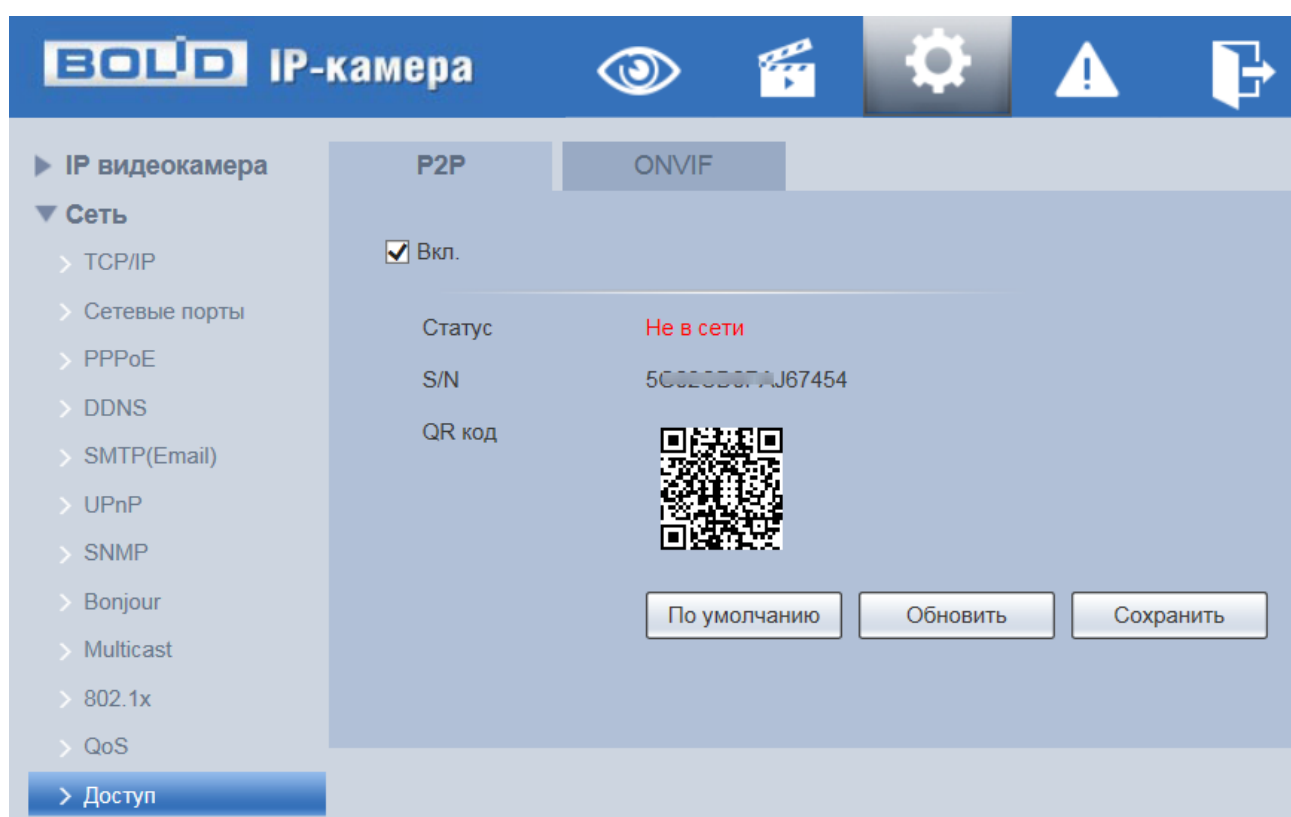 BOLID IP-камера
IP видеокамера
Сеть
TCP/IP
Сетевые порты
PPPoE
DDNS
SMTP(Email)
UPnP
SNMP
Bonjour
Multicast
802.1x
QoS
Доступ
P2P ONVIF
Вкл.
Статус Не в сети
S/N
QR код
По умолчанию Обновить Сохранить